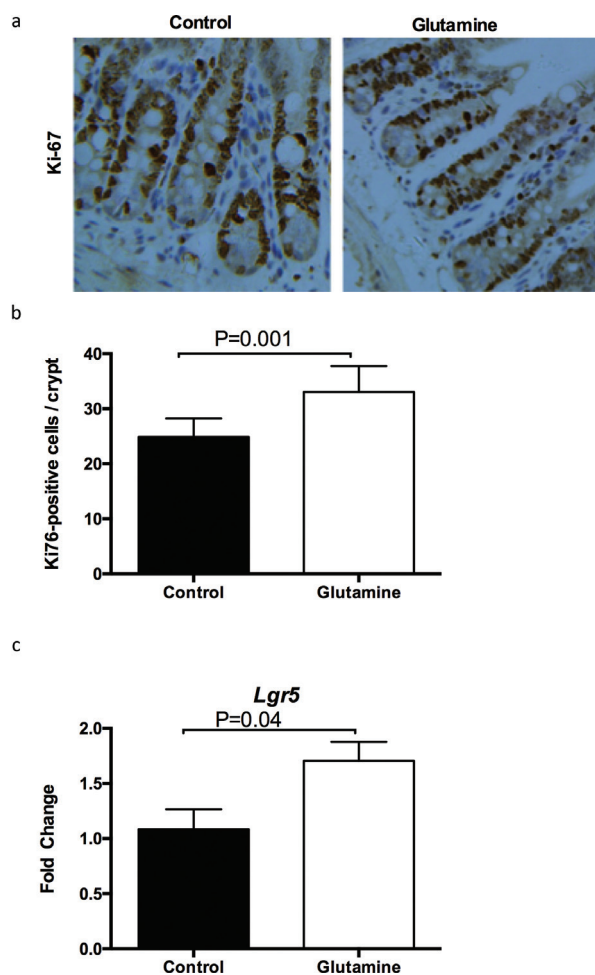 a
Control
Glutamine
Ki-67
b
P=0.001
Ki76-positive cells / crypt
40
30
20
10
0
Control
Glutamine
c
Lgr5
P=0.04
Fold Change
2.0
1.5
1.0
0.5
0.0
Control
Glutamine